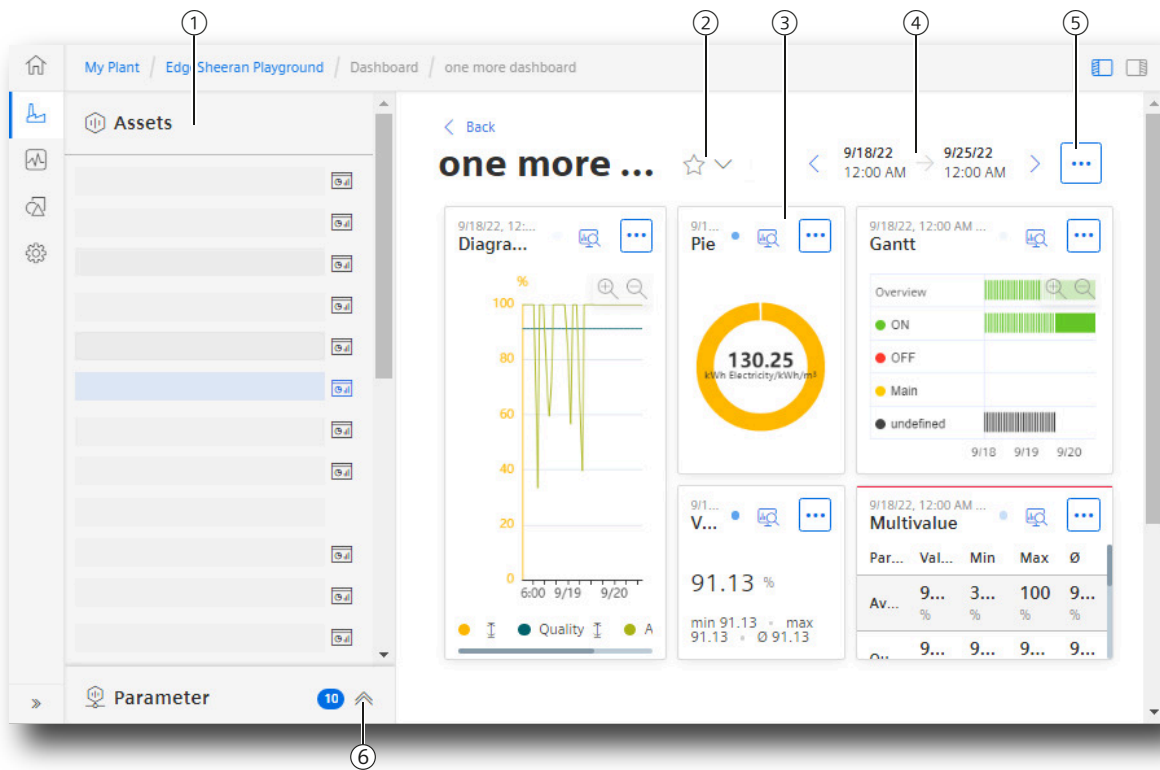 ① ② ③ ④ ⑤
My Plant / Edge Sheeran Playground / Dashboard / one more dashboard
Assets
Back
one more ...
9/18/22 9/25/22
12:00 AM 12:00 AM
9/18/22, 12:...
Diagra...
%
100
80
60
40
20
0
6:00 9/19 9/20
Quality A
9/1...
Pie
130.25
kWh Electricity/kWh/m³
9/18/22, 12:00 AM ...
Gantt
Overview
ON
OFF
Main
undefined
9/18 9/19 9/20
9/1...
V...
91.13 %
min 91.13 max
91.13 Ø 91.13
9/18/22, 12:00 AM ...
Multivalue
Par... Val... Min Max Ø
Av... 9... 3... 100 9...
% % % %
9... 9... 9... 9...
Parameter 10
⑥